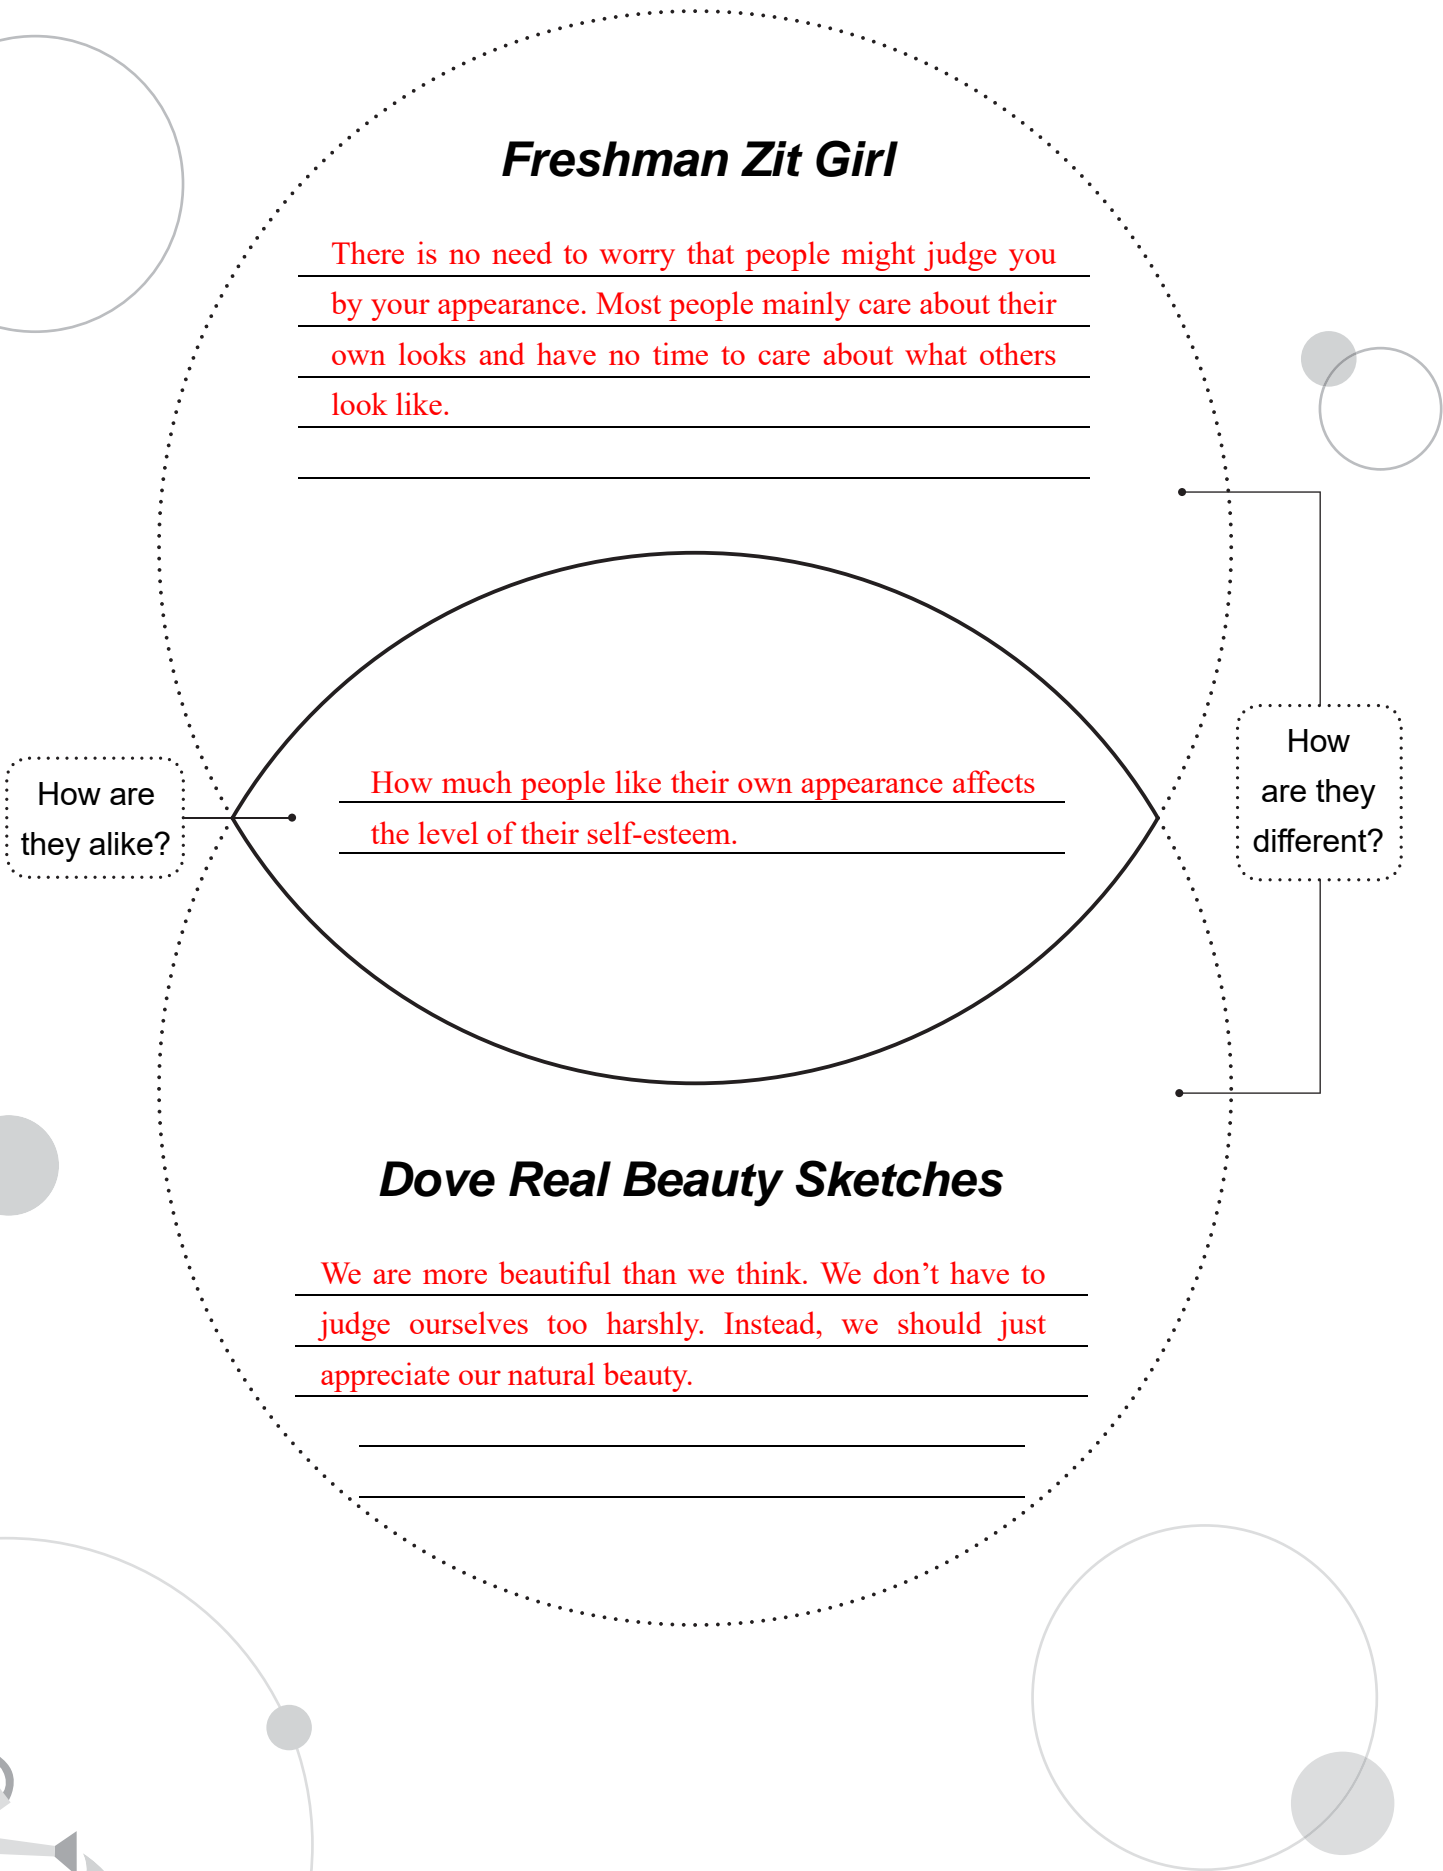 Freshman Zit Girl
There is no need to worry that people might judge you
by your appearance. Most people mainly care about their
own looks and have no time to care about what others
look like.
How are
they alike?
How much people like their own appearance affects
the level of their self-esteem.
How
are they
different?
Dove Real Beauty Sketches
We are more beautiful than we think. We don’t have to
judge ourselves too harshly. Instead, we should just
appreciate our natural beauty.